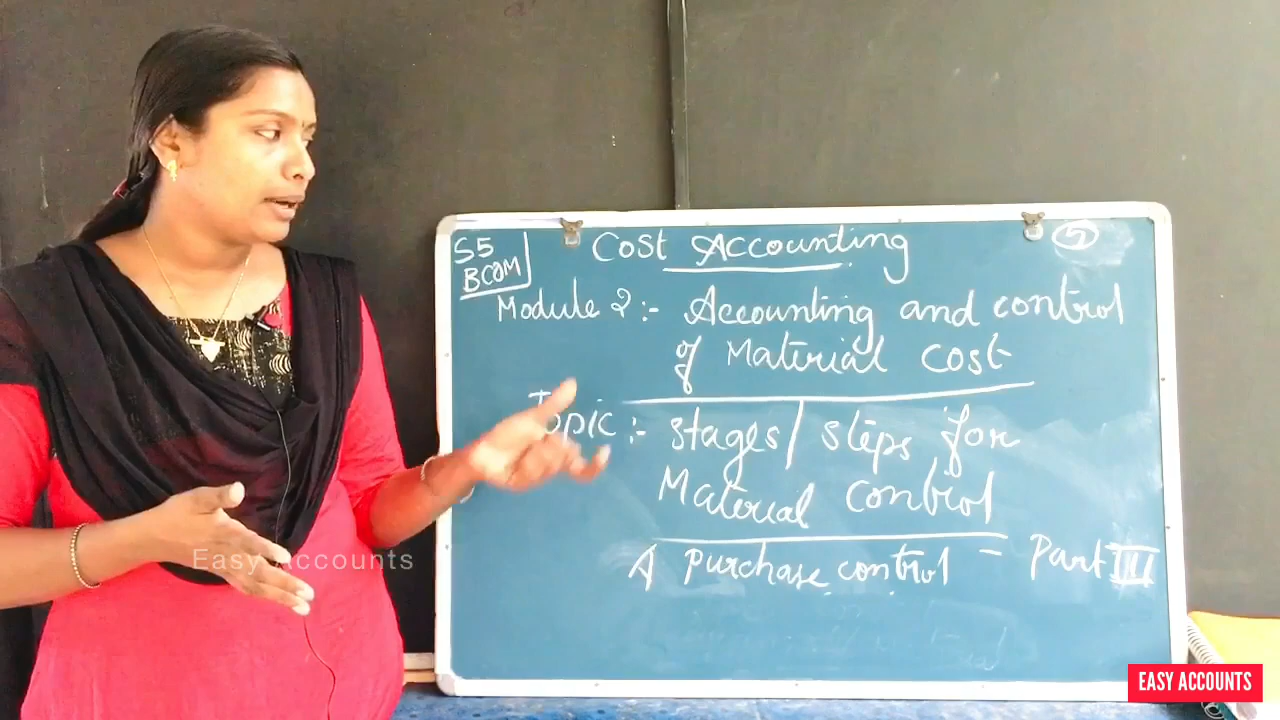 S5
BCOM
Cost Accounting
5
Module 2:- Accounting and control
of Material Cost
Topic:- stages/ steps for
Material Control
A purchase control - Part III
Easy Accounts
EASY ACCOUNTS